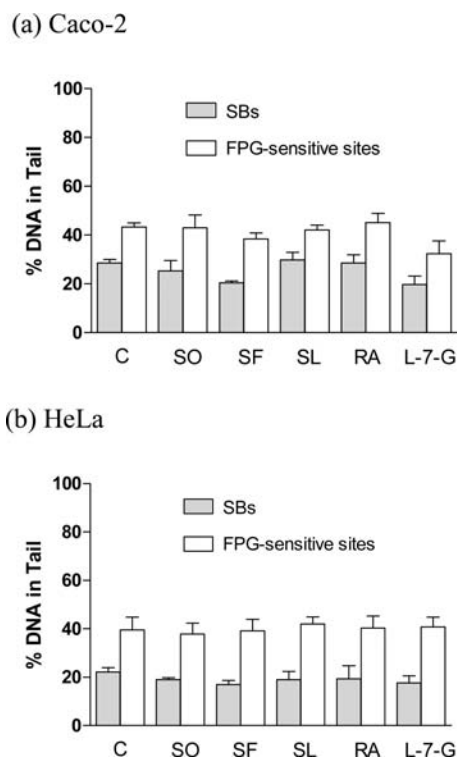 (a) Caco-2
100
80
60
40
20
0
% DNA in Tail
SBs
FPG-sensitive sites
C SO SF SL RA L-7-G
(b) HeLa
100
80
60
40
20
0
% DNA in Tail
SBs
FPG-sensitive sites
C SO SF SL RA L-7-G